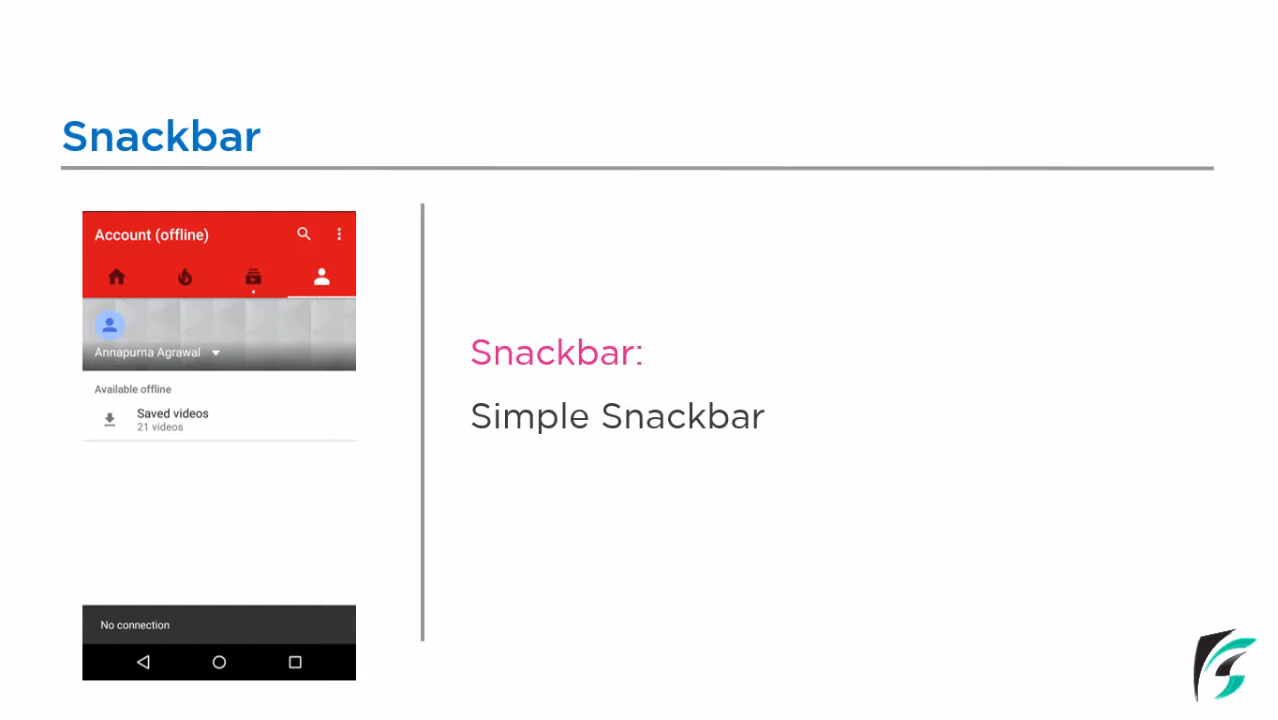 Snackbar
Account (offline)
Annapurna Agrawal
Available offline
Saved videos
21 videos
No connection
Snackbar:
Simple Snackbar